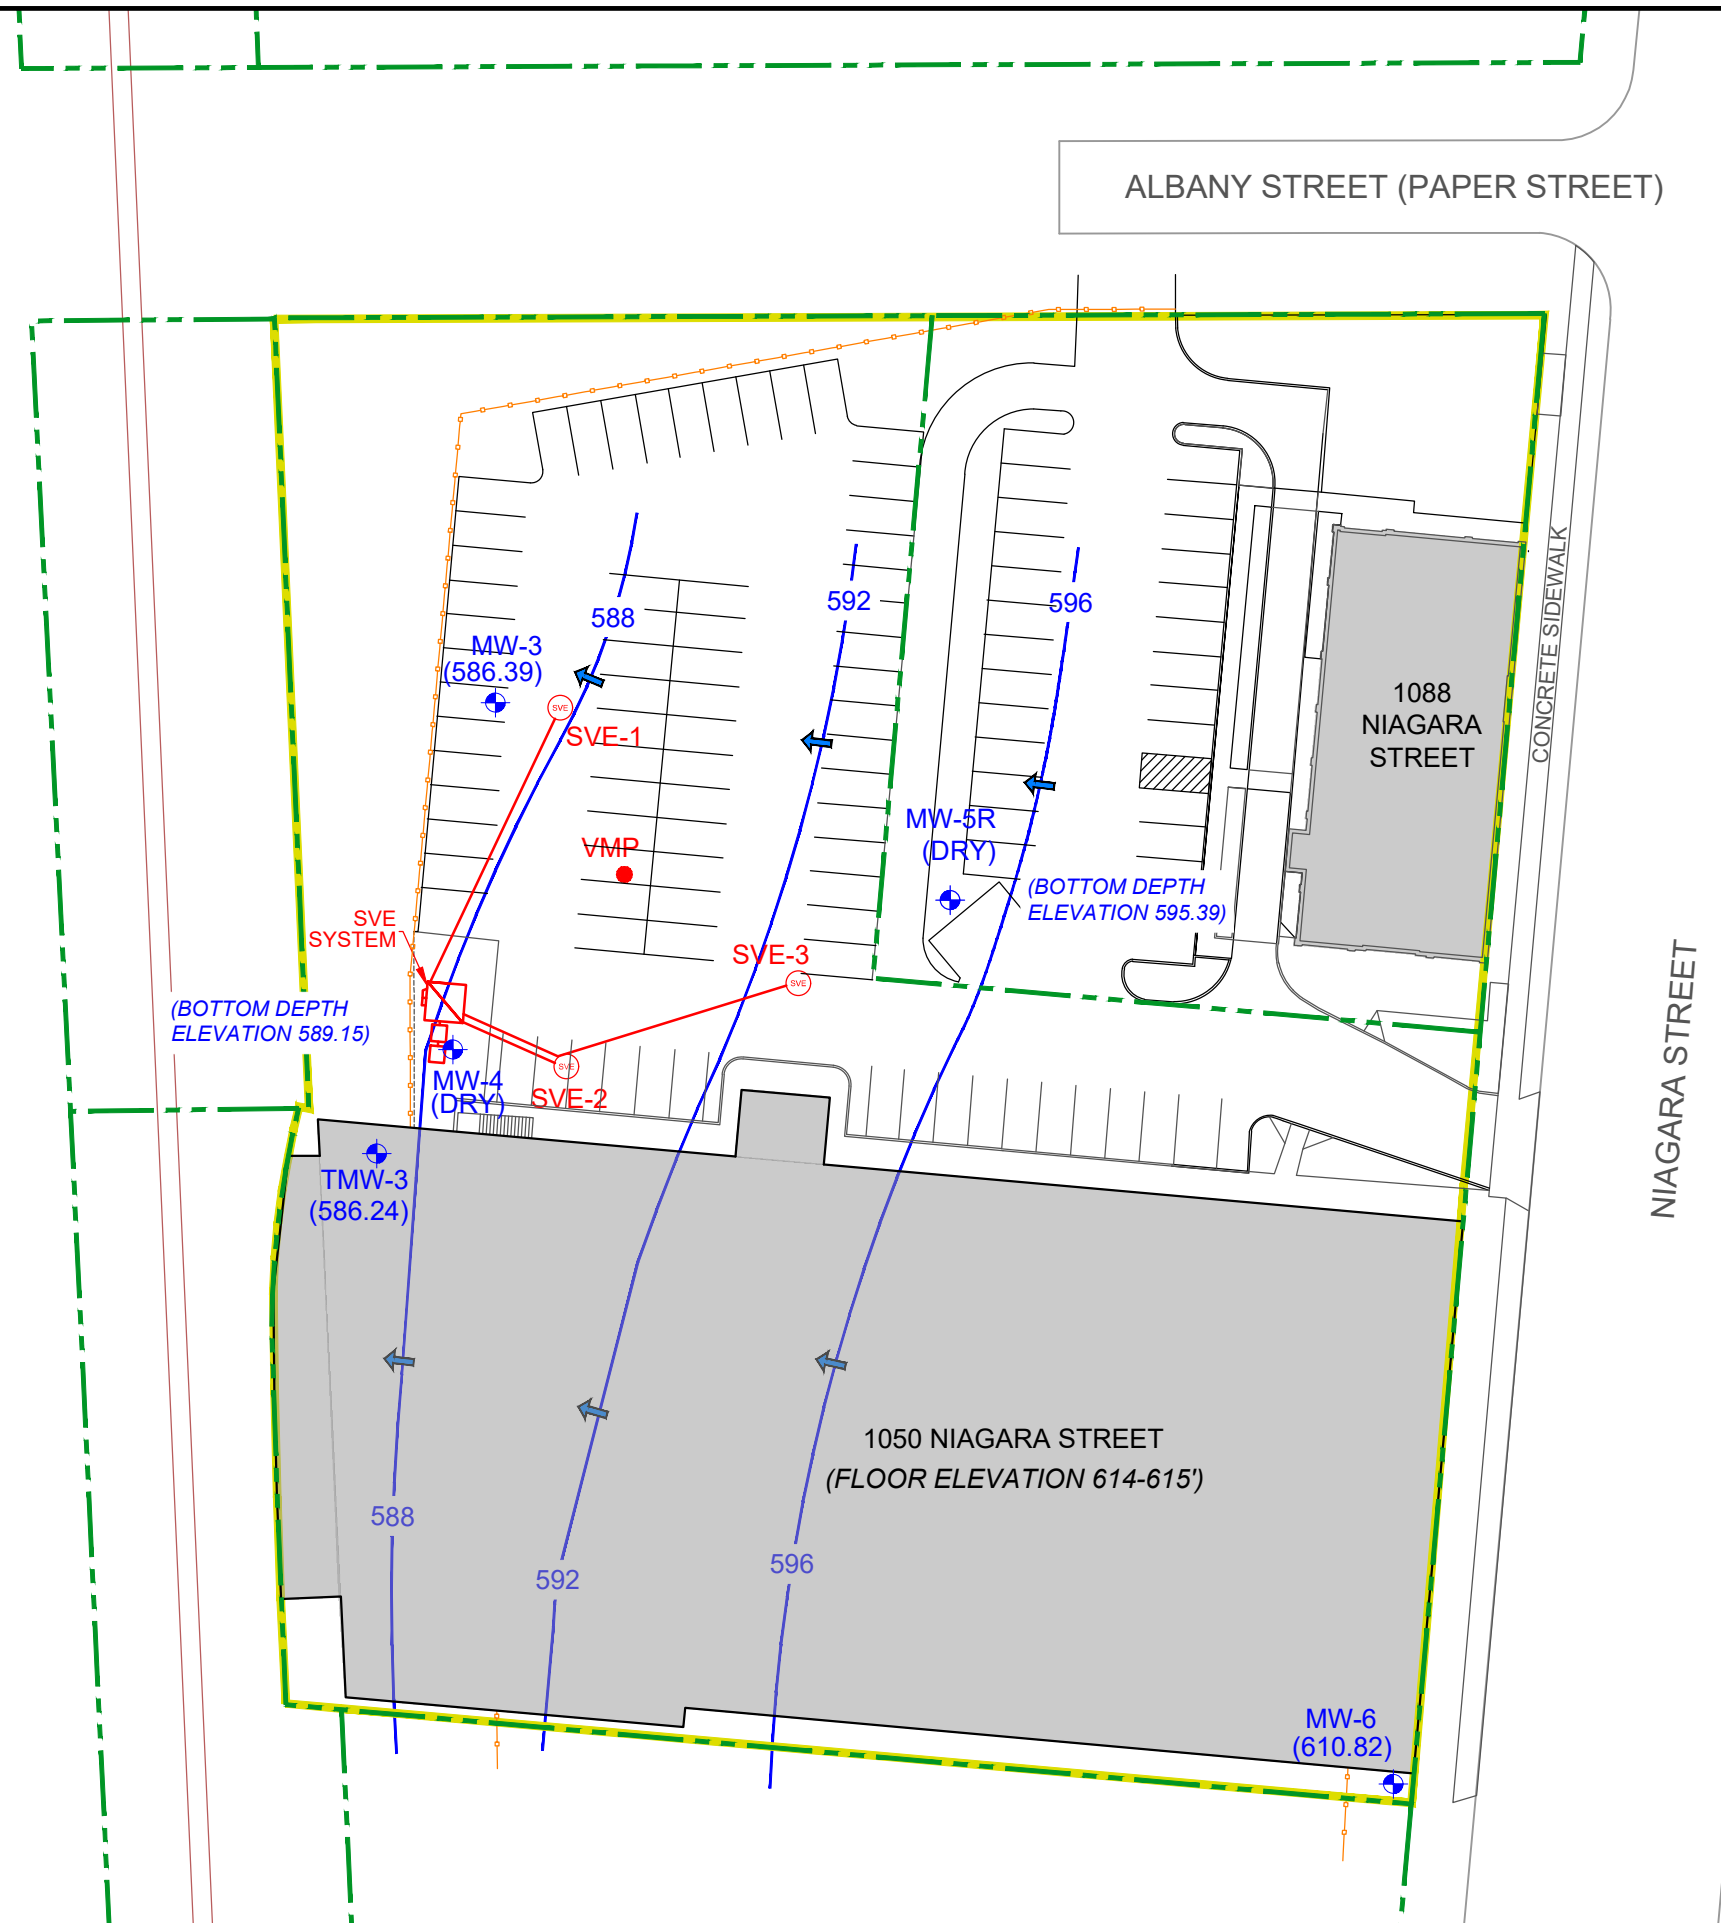 ALBANY STREET (PAPER STREET)
588
592
596
MW-3
(586.39)
SVE
SVE-1
1088
NIAGARA
STREET
CONCRETE SIDEWALK
MW-5R
(DRY)
VMP
(BOTTOM DEPTH
ELEVATION 595.39)
SVE
SYSTEM
SVE-3
SVE
(BOTTOM DEPTH
ELEVATION 589.15)
NIAGARA STREET
SVE
MW-4
(DRY)
SVE-2
TMW-3
(586.24)
1050 NIAGARA STREET
(FLOOR ELEVATION 614-615')
588
592
596
MW-6
(610.82)